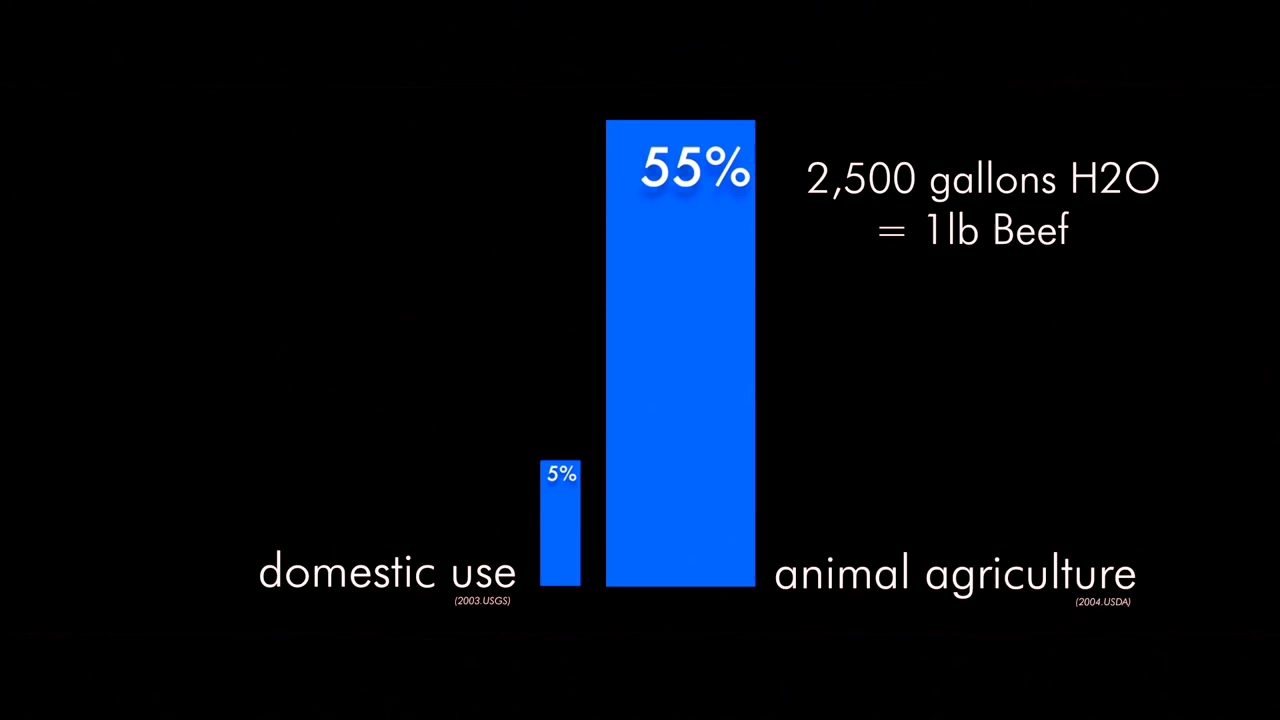 55%
2,500 gallons H2O
= 1lb Beef
5%
domestic use
(2003.USGS)
animal agriculture
(2004.USDA)